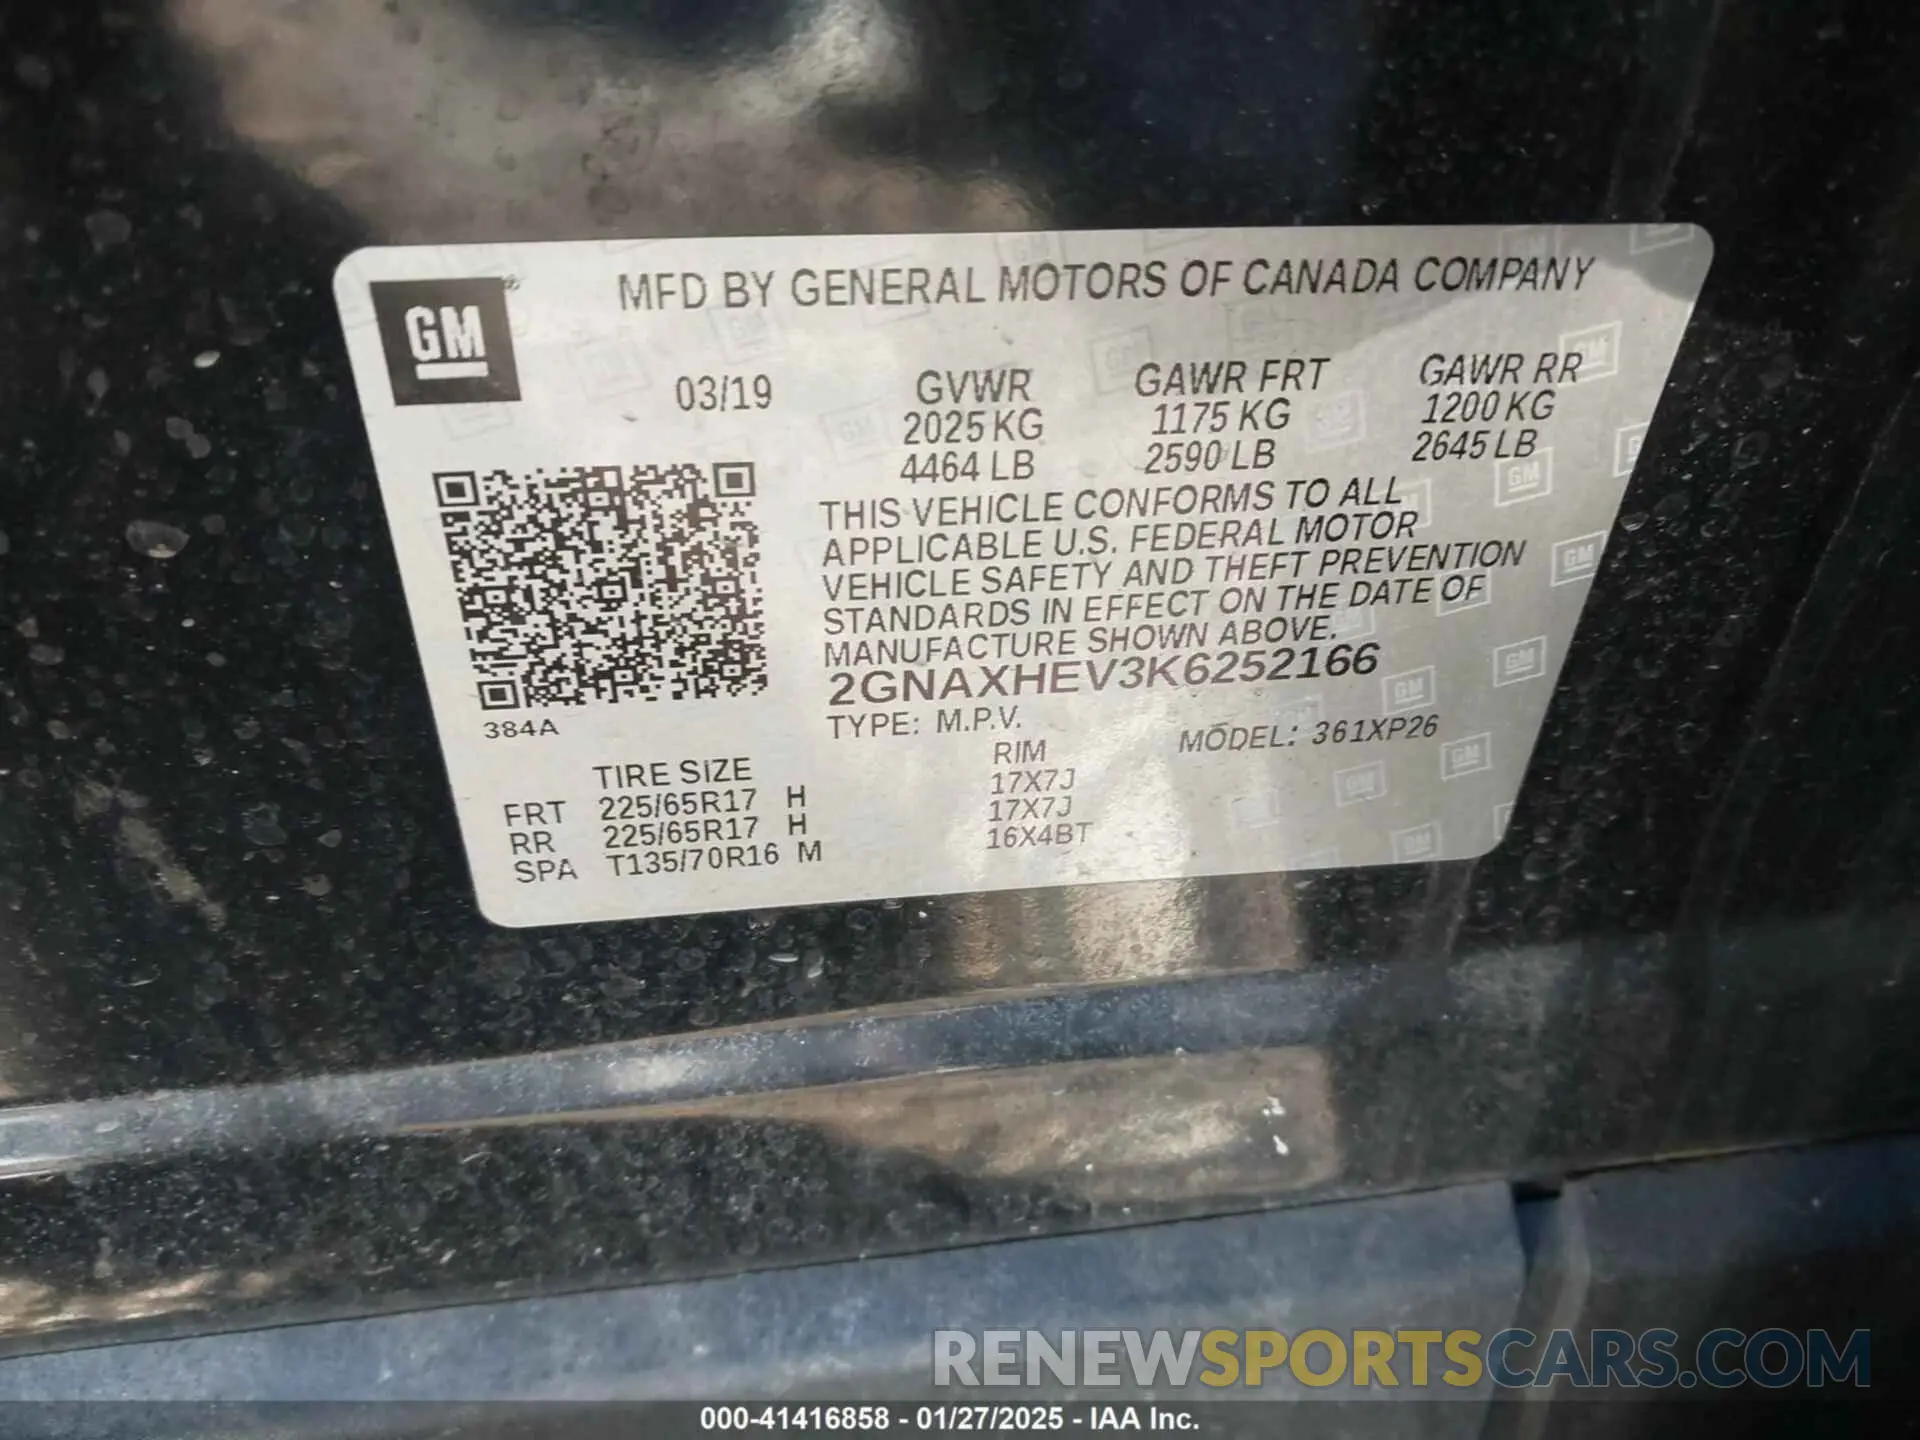 GM
MFD BY GENERAL MOTORS OF CANADA COMPANY
03/19
GVWR GAWR FRT GAWR RR
2025 KG 1175 KG 1200 KG
4464 LB 2590 LB 2645 LB
THIS VEHICLE CONFORMS TO ALL
APPLICABLE U.S. FEDERAL MOTOR
VEHICLE SAFETY AND THEFT PREVENTION
STANDARDS IN EFFECT ON THE DATE OF
MANUFACTURE SHOWN ABOVE.
2GNAXHEV3K6252166
384A
TYPE: M.P.V. MODEL: 361XP26
TIRE SIZE RIM
FRT 225/65R17 H 17X7J
RR 225/65R17 H 17X7J
SPA T135/70R16 M 16X4BT
RENEWSPORTSCARS.COM
000-41416858 - 01/27/2025 - IAA Inc.